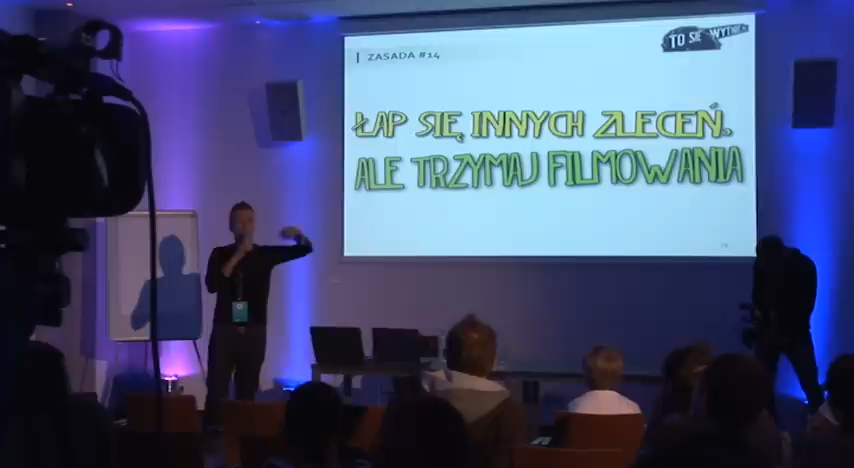 ZASADA #14
TO SIĘ WYTNIE
ŁAP SIĘ INNYCH ZLECEŃ.
ALE TRZYMAJ FILMOWANIA